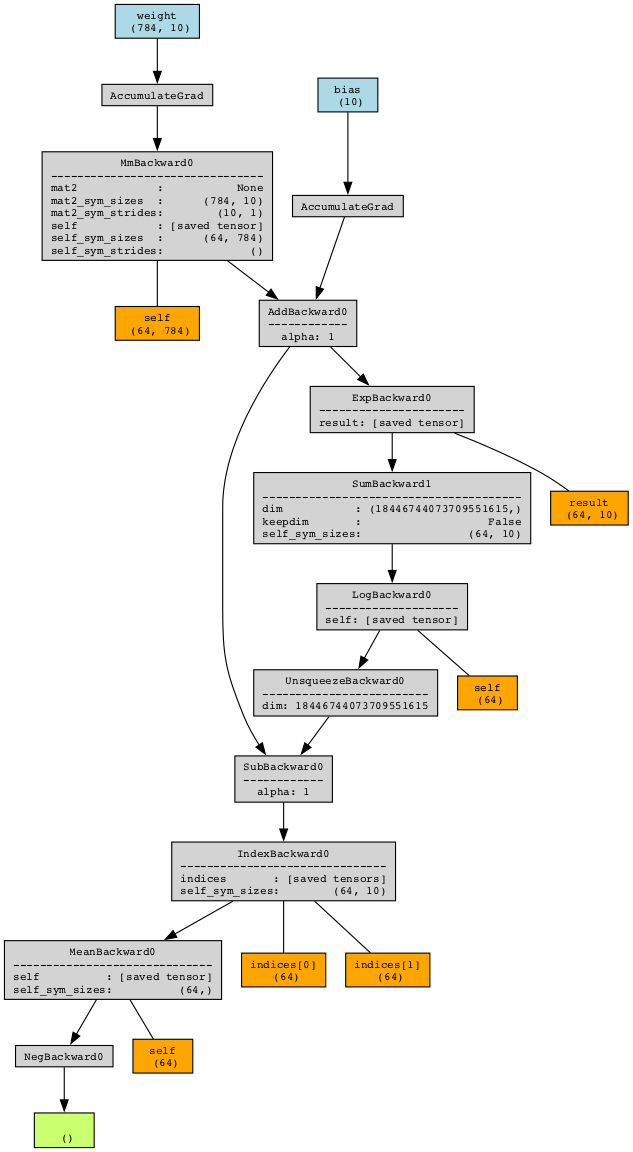 weight
(784, 10)
AccumulateGrad
bias
(10)
MmBackward0
--------------------------------
mat2            :           None
mat2_sym_sizes  :      (784, 10)
mat2_sym_strides:        (10, 1)
self            : [saved tensor]
self_sym_sizes  :      (64, 784)
self_sym_strides:             ()
AccumulateGrad
self
(64, 784)
AddBackward0
------------
alpha: 1
ExpBackward0
----------------------
result: [saved tensor]
SumBackward1
---------------------------------------
dim           : (18446744073709551615,)
keepdim       :                   False
self_sym_sizes:                (64, 10)
result
(64, 10)
LogBackward0
--------------------
self: [saved tensor]
UnsqueezeBackward0
-------------------------
dim: 18446744073709551615
self
(64)
SubBackward0
------------
alpha: 1
IndexBackward0
-------------------------------
indices       : [saved tensors]
self_sym_sizes:        (64, 10)
MeanBackward0
------------------------------
self          : [saved tensor]
self_sym_sizes:          (64,)
indices[0]
(64)
indices[1]
(64)
NegBackward0
self
(64)
()